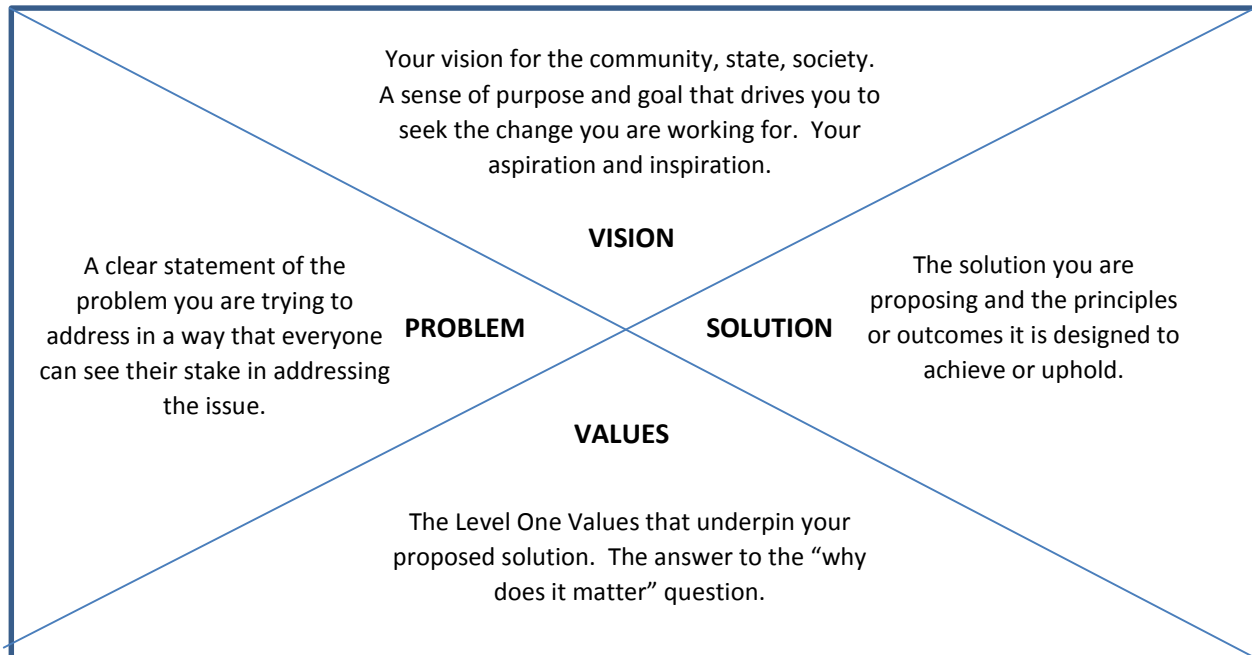 Your vision for the community, state, society.
A sense of purpose and goal that drives you to
seek the change you are working for.  Your
aspiration and inspiration.
VISION
A clear statement of the
problem you are trying to
address in a way that everyone
can see their stake in addressing
the issue.
PROBLEM
SOLUTION
The solution you are
proposing and the principles
or outcomes it is designed to
achieve or uphold.
VALUES
The Level One Values that underpin your
proposed solution.  The answer to the “why
does it matter” question.